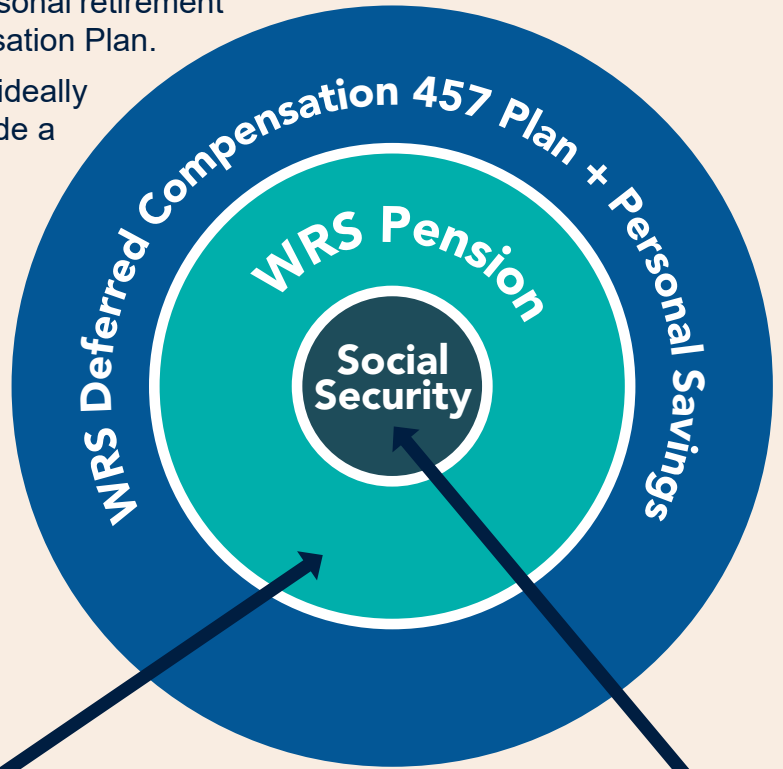 sonal retirement
sation Plan.
ideally
de a
WRS Deferred Compensation 457 Plan + Personal Savings
WRS Pension
Social
Security